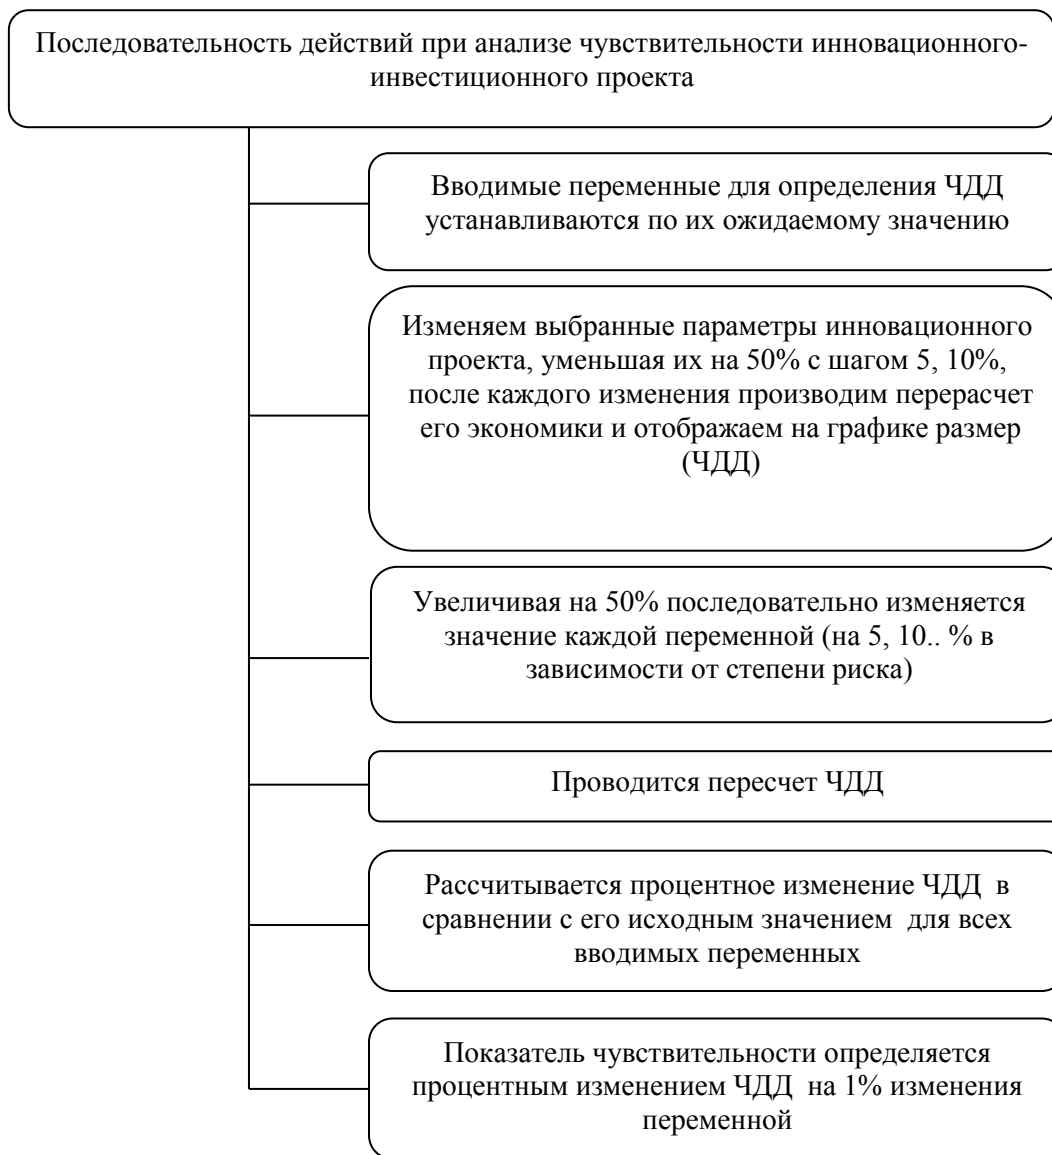 Последовательность действий при анализе чувствительности инновационного-
инвестиционного проекта
Вводимые переменные для определения ЧДД
устанавливаются по их ожидаемому значению
Изменяем выбранные параметры инновационного
проекта, уменьшая их на 50% с шагом 5, 10%,
после каждого изменения производим перерасчет
его экономики и отображаем на графике размер
(ЧДД)
Увеличивая на 50% последовательно изменяется
значение каждой переменной (на 5, 10.. % в
зависимости от степени риска)
Проводится пересчет ЧДД
Рассчитывается процентное изменение ЧДД в
сравнении с его исходным значением для всех
вводимых переменных
Показатель чувствительности определяется
процентным изменением ЧДД на 1% изменения
переменной